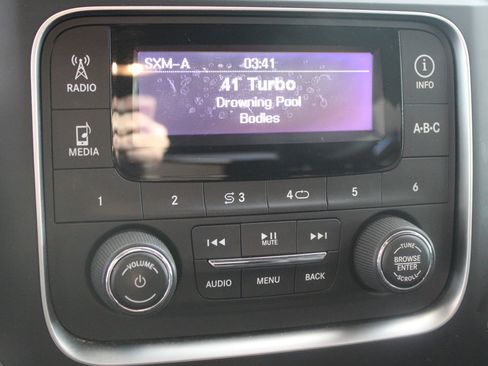 SXM-A 03:41
41 Turbo
Drowning Pool
Bodies
RADIO
INFO
MEDIA
A•B•C
1
2
3
4
5
6
MUTE
VOLUME
AUDIO
MENU
BACK
TUNE
BROWSE
ENTER
SCROLL